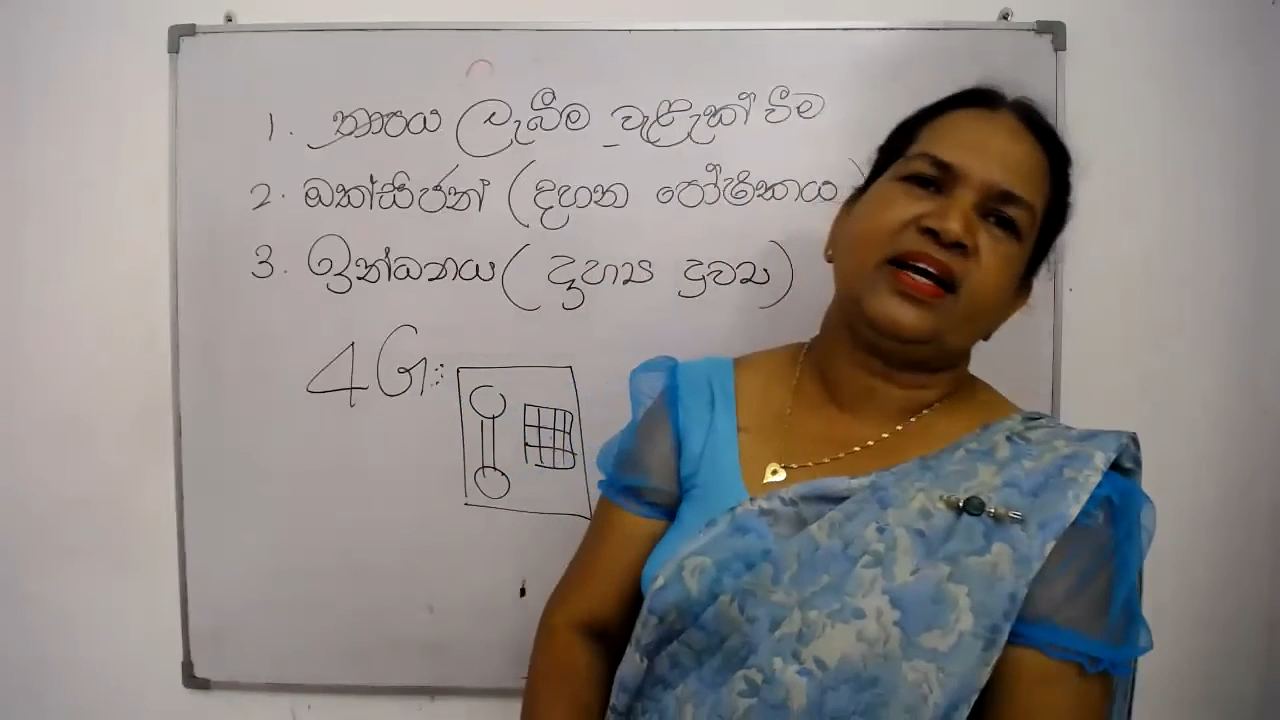 1. තාපය ලැබීම වැළැක් වීම
2. ඔක්සිජන් (දහන පෝෂකය)
3. ඉන්ධනය (දාහ්‍ය ද්‍රව්‍ය)
4G: